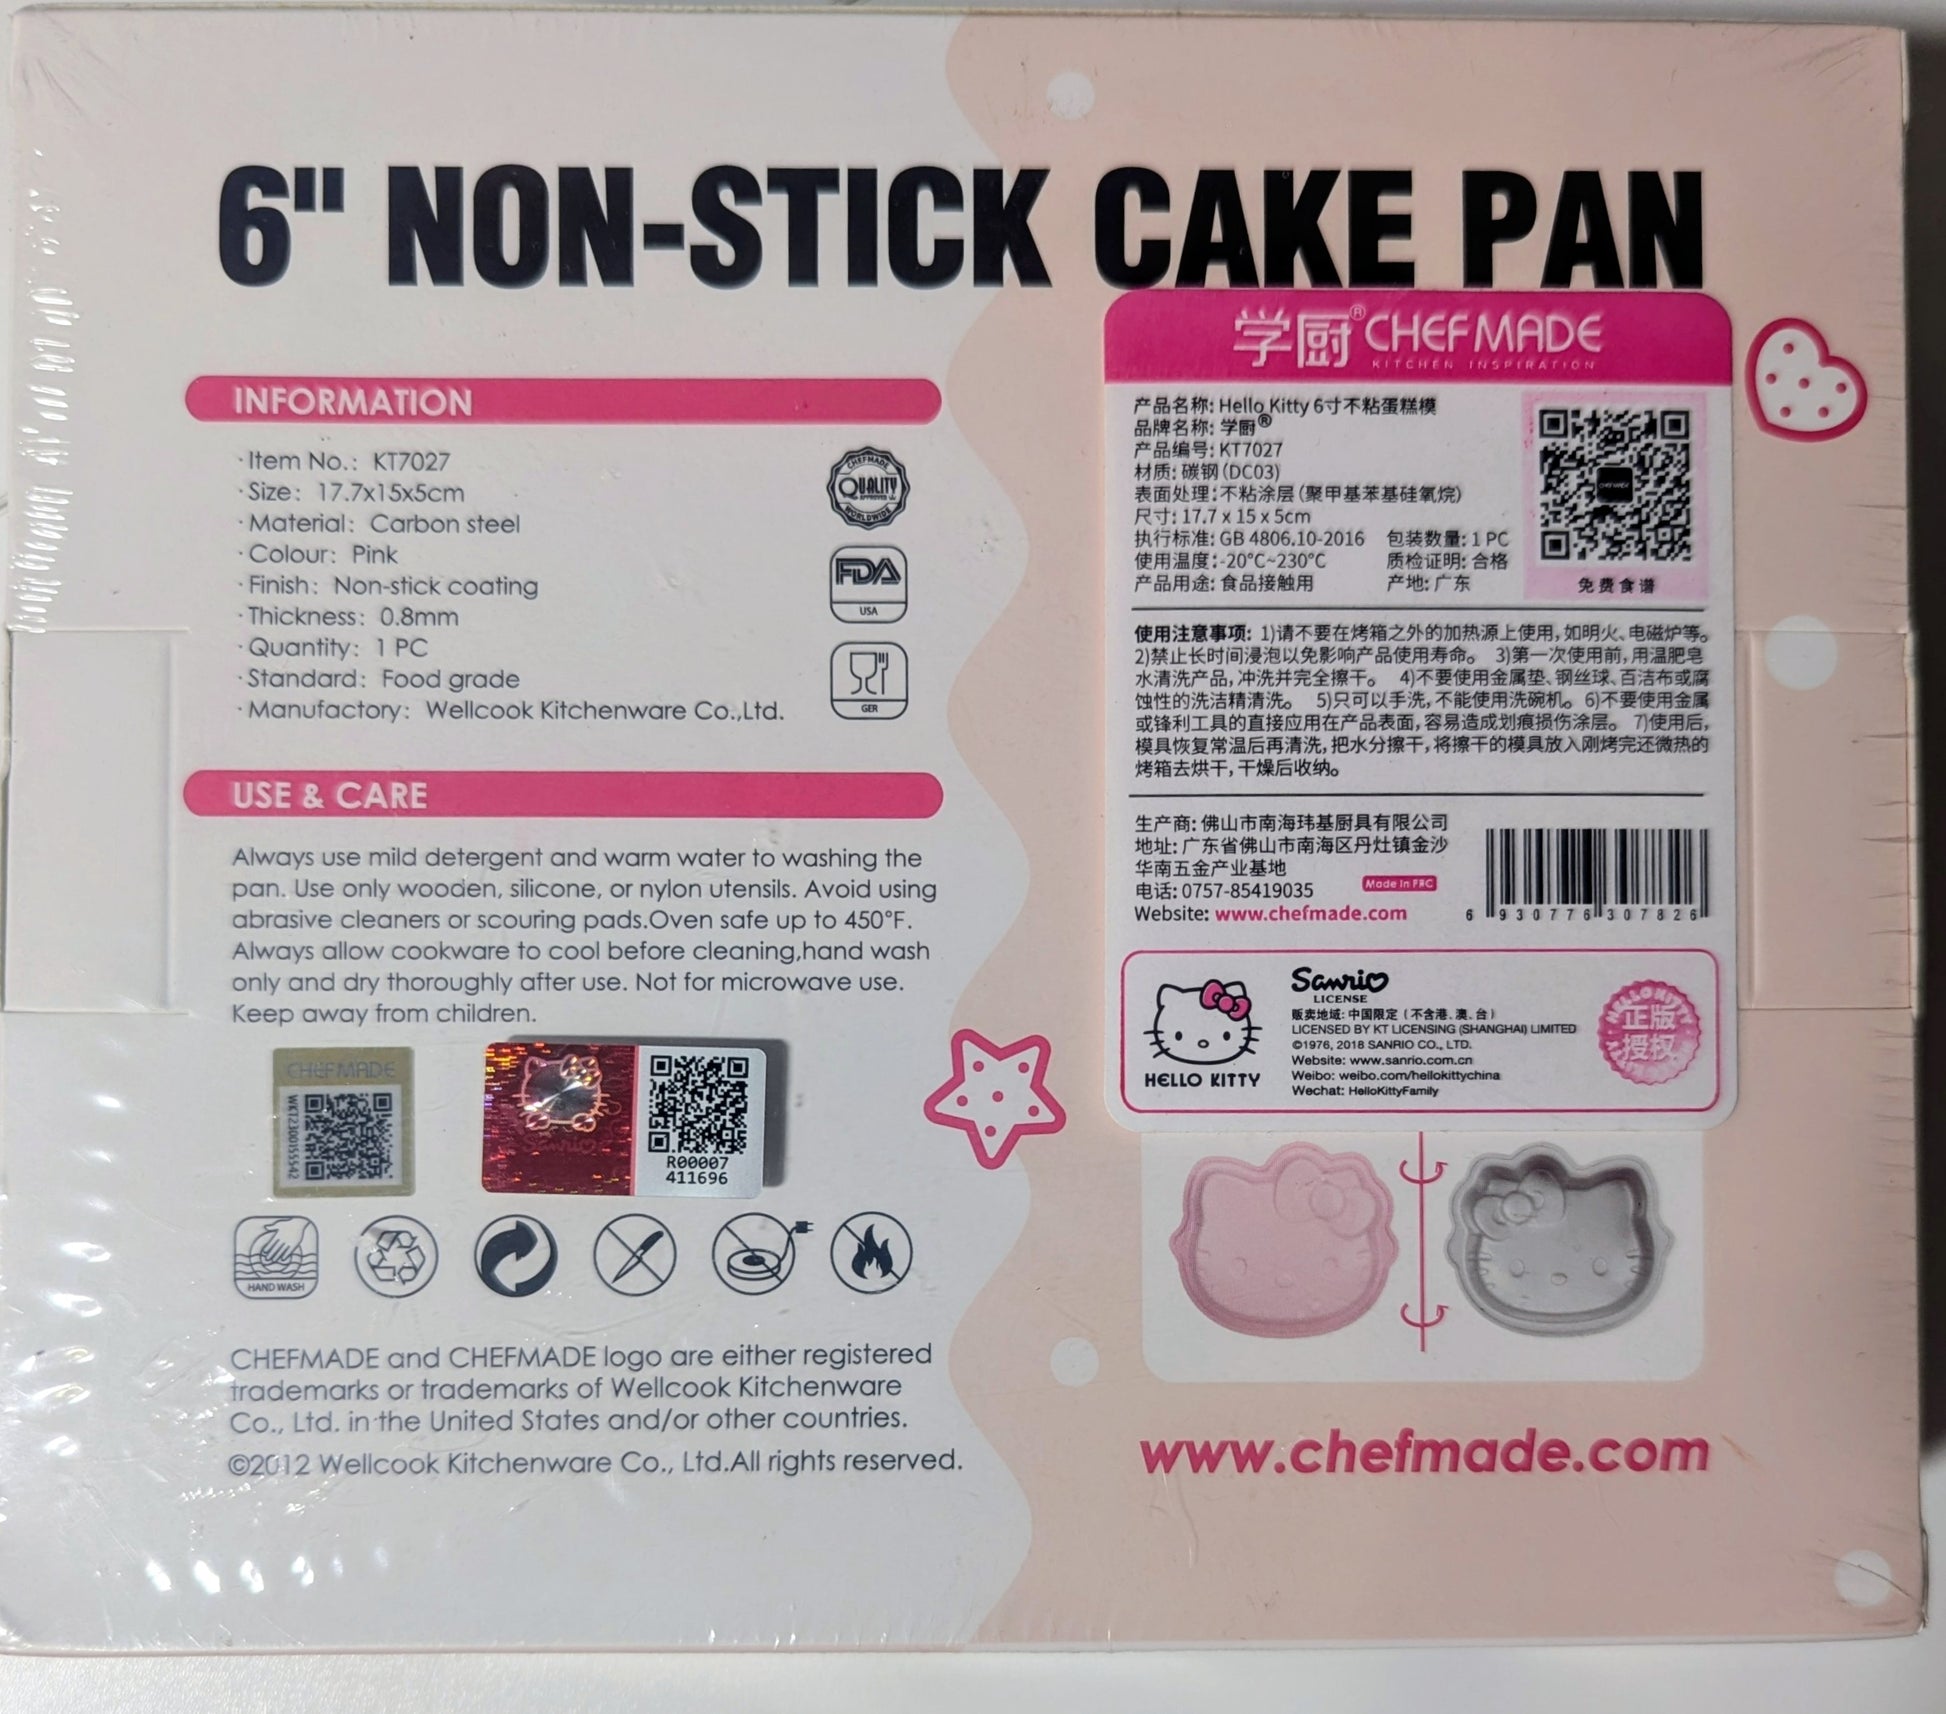 6" NON-STICK CAKE PAN
INFORMATION
·Item No.: KT7027
·Size: 17.7x15x5cm
·Material: Carbon steel
·Colour: Pink
·Finish: Non-stick coating
·Thickness: 0.8mm
·Quantity: 1 PC
·Standard: Food grade
·Manufactory: Wellcook Kitchenware Co.,Ltd.
CHEFMADE
QUALITY
APPROVED
WORLDWIDE
FDA
USA
GER
USE & CARE
Always use mild detergent and warm water to washing the
pan. Use only wooden, silicone, or nylon utensils. Avoid using
abrasive cleaners or scouring pads.Oven safe up to 450°F.
Always allow cookware to cool before cleaning,hand wash
only and dry thoroughly after use. Not for microwave use.
Keep away from children.
CHEFMADE
WKT2300155542
Sanrio
R00007
411696
HAND WASH
CHEFMADE and CHEFMADE logo are either registered
trademarks or trademarks of Wellcook Kitchenware
Co., Ltd. in the United States and/or other countries.
©2012 Wellcook Kitchenware Co., Ltd.All rights reserved.
学厨® CHEFMADE
KITCHEN INSPIRATION
产品名称: Hello Kitty 6寸不粘蛋糕模
品牌名称: 学厨®
产品编号: KT7027
材质: 碳钢(DC03)
表面处理:不粘涂层(聚甲基苯基硅氧烷)
尺寸: 17.7 x 15 x 5cm
执行标准: GB 4806.10-2016 包装数量: 1 PC
使用温度:-20°C~230°C 质检证明: 合格
产品用途: 食品接触用 产地: 广东
CHEFMADE
免费食谱
使用注意事项: 1)请不要在烤箱之外的加热源上使用,如明火、电磁炉等。
2)禁止长时间浸泡以免影响产品使用寿命。 3)第一次使用前,用温肥皂
水清洗产品,冲洗并完全擦干。 4)不要使用金属垫、钢丝球、百洁布或腐
蚀性的洗洁精清洗。 5)只可以手洗,不能使用洗碗机。6)不要使用金属
或锋利工具的直接应用在产品表面,容易造成划痕损伤涂层。 7)使用后,
模具恢复常温后再清洗,把水分擦干,将擦干的模具放入刚烤完还微热的
烤箱去烘干,干燥后收纳。
生产商: 佛山市南海玮基厨具有限公司
地址: 广东省佛山市南海区丹灶镇金沙
华南五金产业基地
电话: 0757-85419035 Made in PRC
Website: www.chefmade.com
6 930776 307826
HELLO KITTY
Sanrio
LICENSE
贩卖地域: 中国限定 (不含港、澳、台)
LICENSED BY KT LICENSING (SHANGHAI) LIMITED
©1976, 2018 SANRIO CO., LTD.
Website: www.sanrio.com.cn
Weibo: weibo.com/hellokittychina
Wechat: HelloKittyFamily
HELLO KITTY
正版
授权
www.chefmade.com